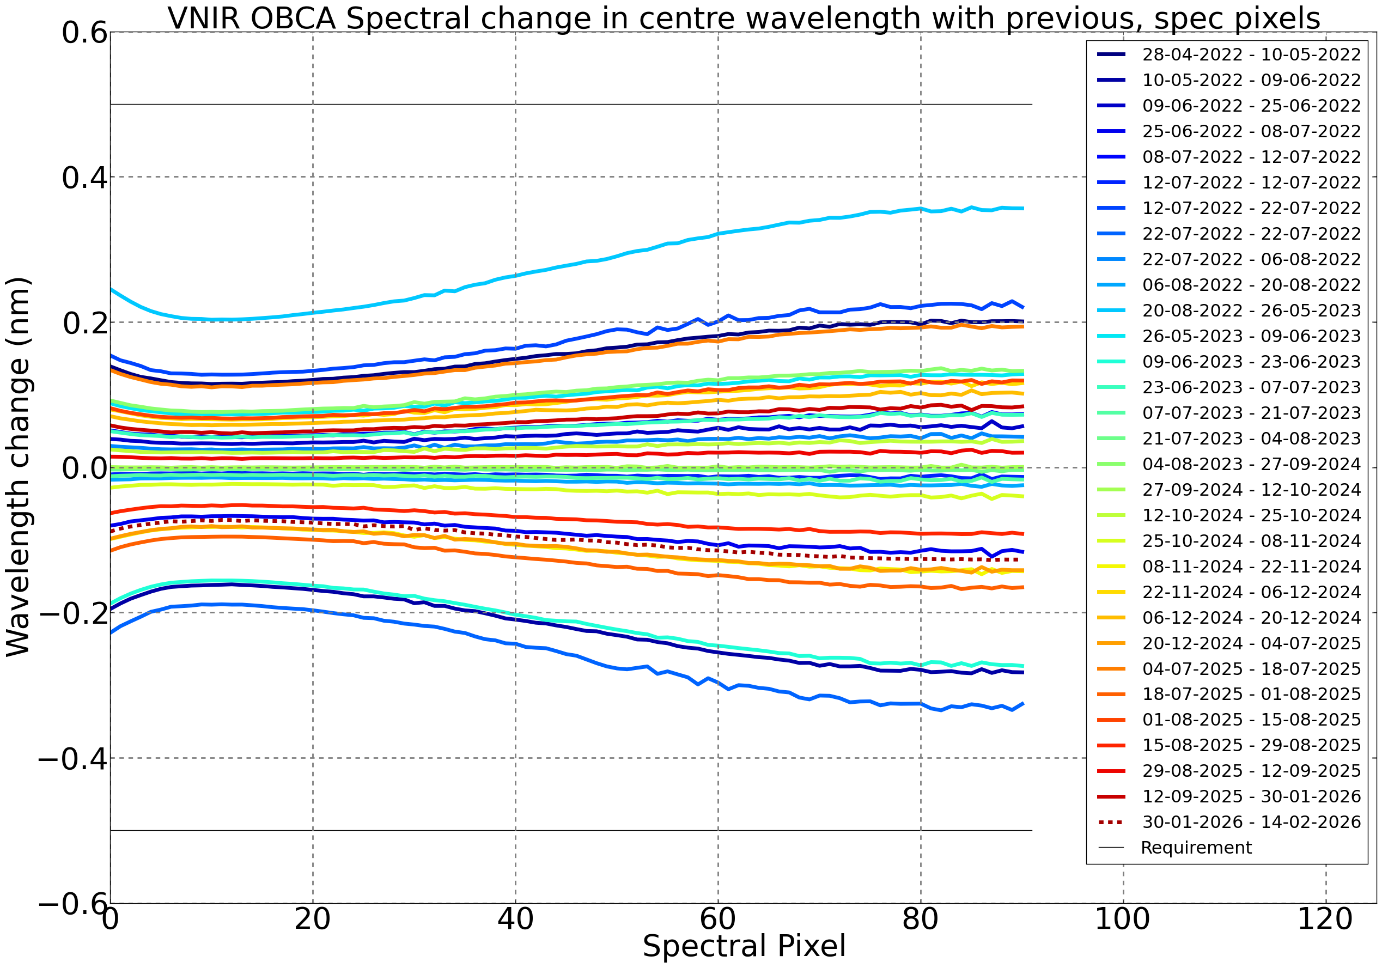 VNIR OBCA Spectral change in centre wavelength with previous, spec pixels
Wavelength change (nm)
0.6
0.4
0.2
0.0
−0.2
−0.4
−0.6
0 20 40 60 80 100 120
Spectral Pixel
28-04-2022 - 10-05-2022
10-05-2022 - 09-06-2022
09-06-2022 - 25-06-2022
25-06-2022 - 08-07-2022
08-07-2022 - 12-07-2022
12-07-2022 - 12-07-2022
12-07-2022 - 22-07-2022
22-07-2022 - 22-07-2022
22-07-2022 - 06-08-2022
06-08-2022 - 20-08-2022
20-08-2022 - 26-05-2023
26-05-2023 - 09-06-2023
09-06-2023 - 23-06-2023
23-06-2023 - 07-07-2023
07-07-2023 - 21-07-2023
21-07-2023 - 04-08-2023
04-08-2023 - 27-09-2024
27-09-2024 - 12-10-2024
12-10-2024 - 25-10-2024
25-10-2024 - 08-11-2024
08-11-2024 - 22-11-2024
22-11-2024 - 06-12-2024
06-12-2024 - 20-12-2024
20-12-2024 - 04-07-2025
04-07-2025 - 18-07-2025
18-07-2025 - 01-08-2025
01-08-2025 - 15-08-2025
15-08-2025 - 29-08-2025
29-08-2025 - 12-09-2025
12-09-2025 - 30-01-2026
30-01-2026 - 14-02-2026
Requirement